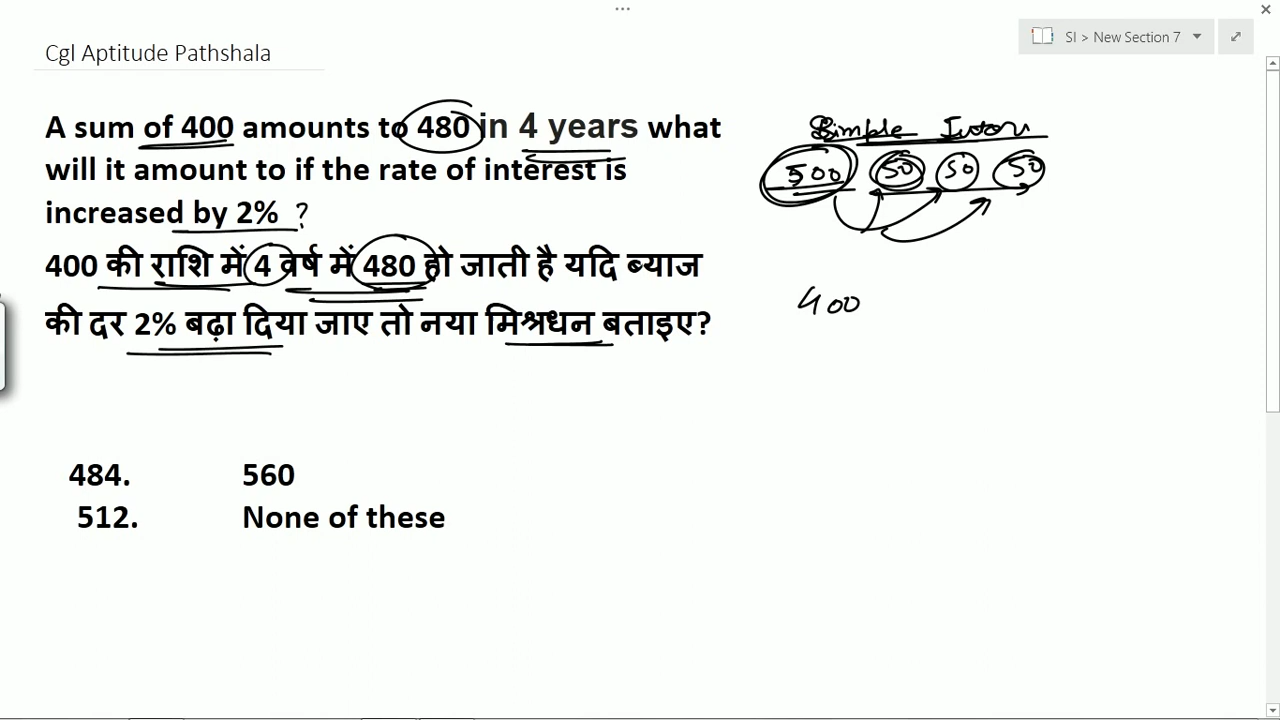 Cgl Aptitude Pathshala
SI > New Section 7
A sum of 400 amounts to 480 in 4 years what
will it amount to if the rate of interest is
increased by 2% ?
400 की राशि में 4 वर्ष में 480 हो जाती है यदि ब्याज
की दर 2% बढ़ा दिया जाए तो नया मिश्रधन बताइए?
Simple
500 50 50 50
400
484. 560
512. None of these